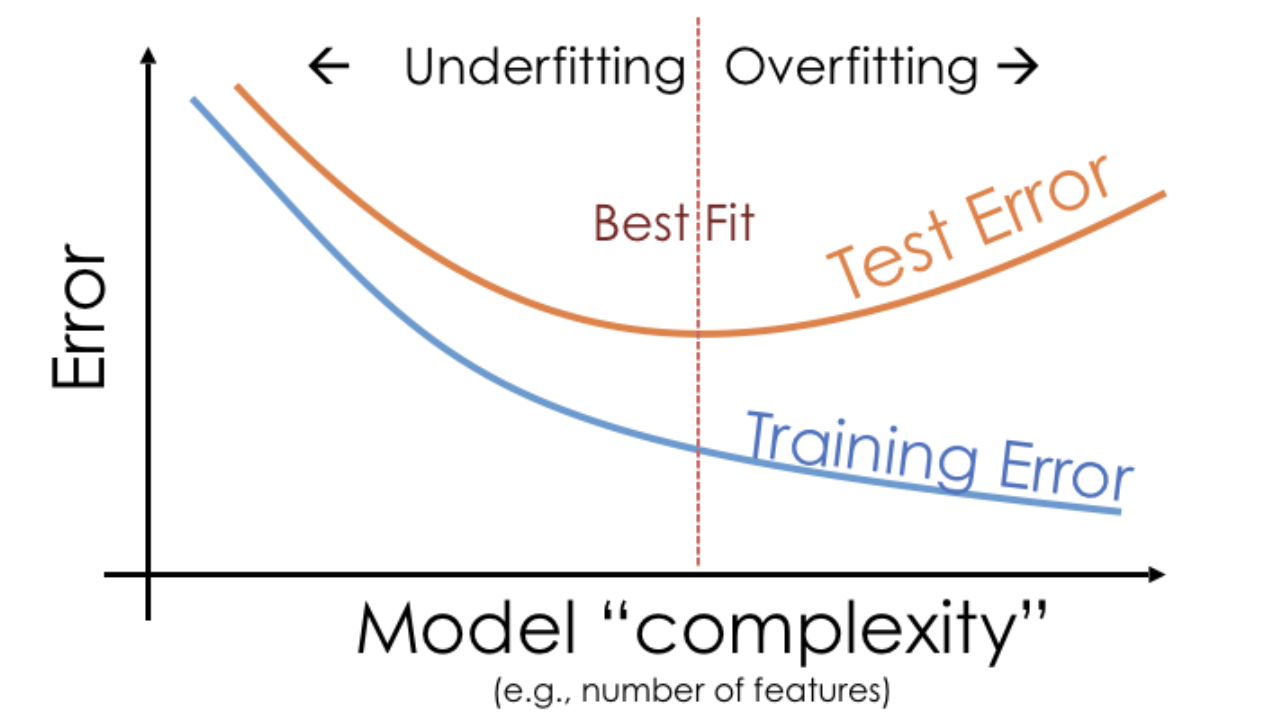 ← Underfitting Overfitting →
Best Fit
Test Error
Training Error
Error
Model “complexity”
(e.g., number of features)